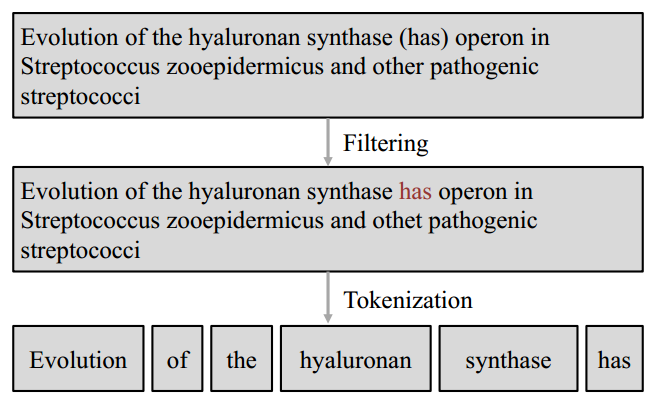 Evolution of the hyaluronan synthase (has) operon in
Streptococcus zooepidermicus and other pathogenic
streptococci
Filtering
Evolution of the hyaluronan synthase has operon in
Streptococcus zooepidermicus and othet pathogenic
streptococci
Tokenization
Evolution of the hyaluronan synthase has